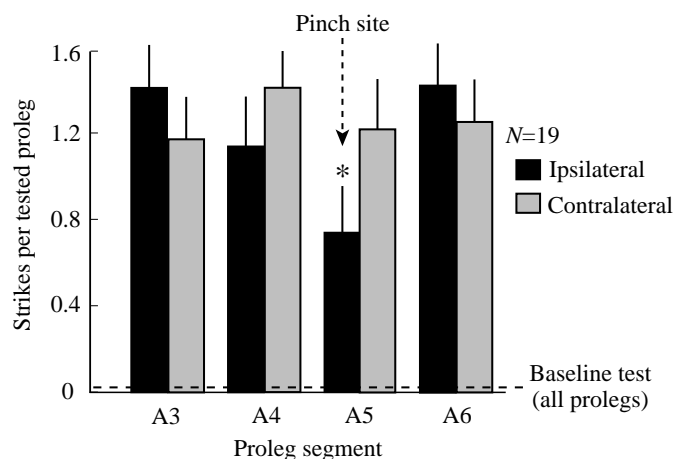 Pinch site
1.6
1.2
0.8
0.4
0
Strikes per tested proleg
*
N=19
Ipsilateral
Contralateral
Baseline test
(all prolegs)
A3 A4 A5 A6
Proleg segment